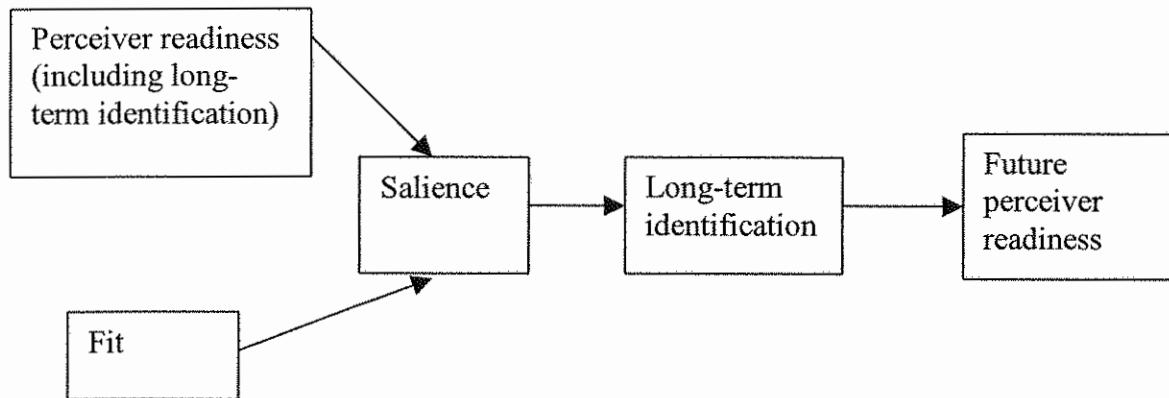 Perceiver readiness
(including long-
term identification)
Salience
Long-term
identification
Future
perceiver
readiness
Fit